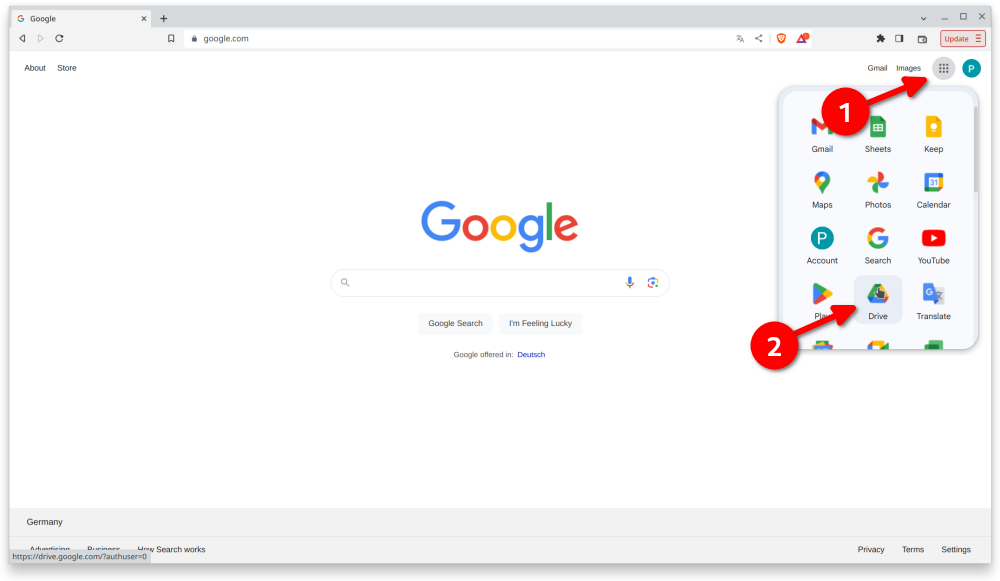 Google
google.com
Update
About Store
Gmail Images P
1
Gmail Sheets Keep
31
Maps Photos Calendar
P
Account Search YouTube
G
Play Drive Translate
2
Google
Google Search I'm Feeling Lucky
Google offered in: Deutsch
Germany
Advertising Business How Search works
Privacy Terms Settings
https://drive.google.com/?authuser=0